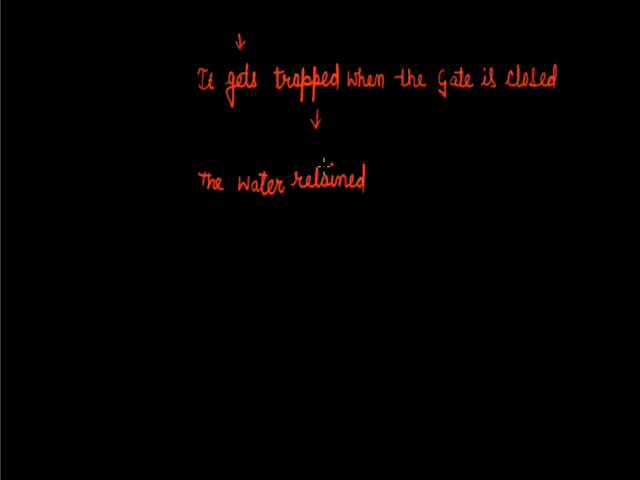 ↓
It gets trapped when the Gate is closed
↓
The water retained